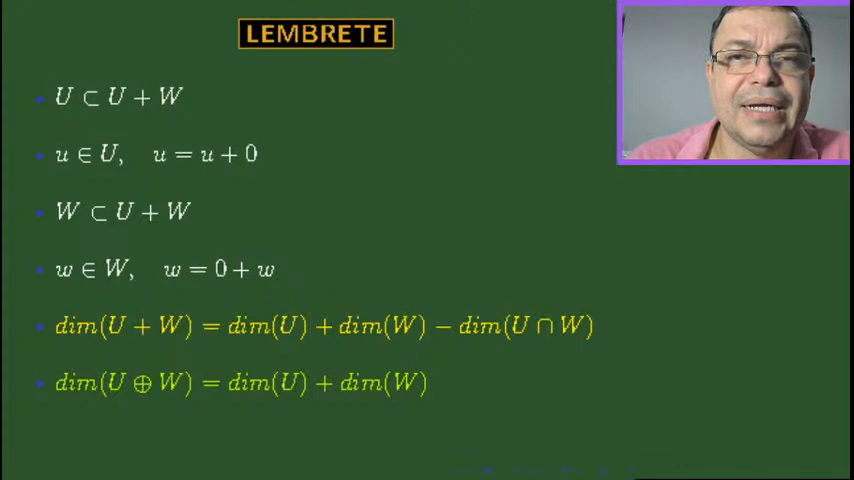 LEMBRETE
U ⊂ U + W
u ∈ U, u = u + 0
W ⊂ U + W
w ∈ W, w = 0 + w
dim(U + W) = dim(U) + dim(W) − dim(U ∩ W)
dim(U ⊕ W) = dim(U) + dim(W)